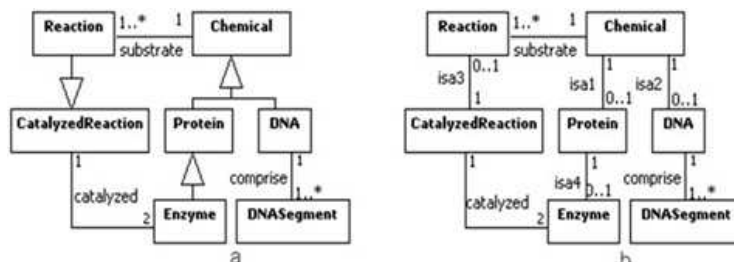 Reaction
1..*
1
Chemical
substrate
CatalyzedReaction
Protein
DNA
1
catalyzed
2
Enzyme
1
comprise
1..*
DNASegment
a
Reaction
1..*
1
Chemical
substrate
isa3
0..1
1
isa1
1
0..1
isa2
1
0..1
CatalyzedReaction
Protein
DNA
1
catalyzed
2
1
isa4
0..1
Enzyme
1
comprise
1..*
DNASegment
b